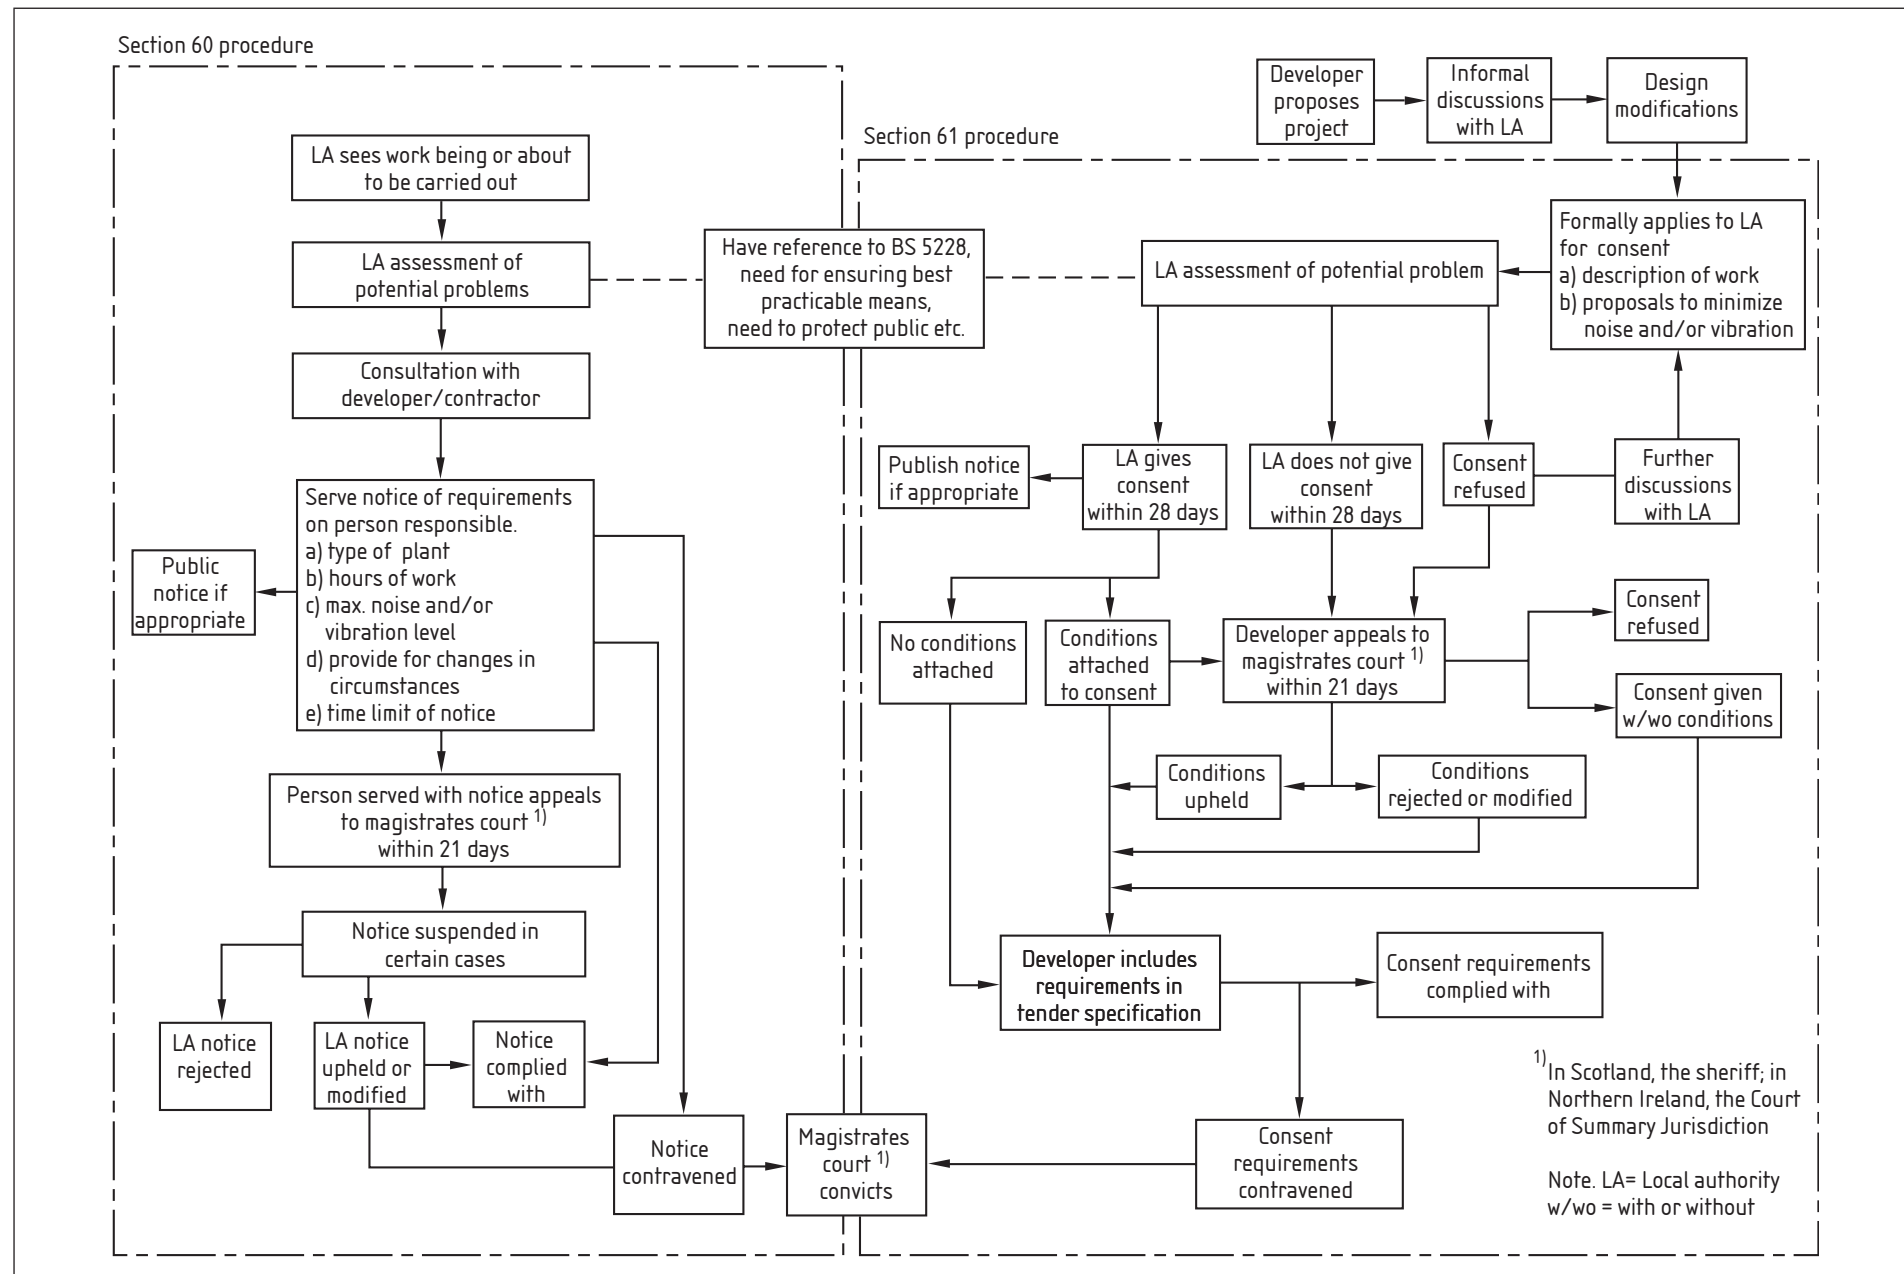 Section 60 procedure
LA sees work being or about
to be carried out
LA assessment of
potential problems
Consultation with
developer/contractor
Serve notice of requirements
on person responsible.
a) type of plant
b) hours of work
c) max. noise and/or
vibration level
d) provide for changes in
circumstances
e) time limit of notice
Public
notice if
appropriate
Person served with notice appeals
to magistrates court 1)
within 21 days
Notice suspended in
certain cases
LA notice
rejected
LA notice
upheld or
modified
Notice
complied
with
Notice
contravened
Have reference to BS 5228,
need for ensuring best
practicable means,
need to protect public etc.
Magistrates
court 1)
convicts
Developer
proposes
project
Informal
discussions
with LA
Design
modifications
Section 61 procedure
Formally applies to LA
for consent
a) description of work
b) proposals to minimize
noise and/or vibration
LA assessment of potential problem
Publish notice
if appropriate
LA gives
consent
within 28 days
LA does not give
consent
within 28 days
Consent
refused
Further
discussions
with LA
No conditions
attached
Conditions
attached
to consent
Developer appeals to
magistrates court 1)
within 21 days
Consent
refused
Consent given
w/wo conditions
Conditions
upheld
Conditions
rejected or modified
Developer includes
requirements in
tender specification
Consent requirements
complied with
Consent
requirements
contravened
1) In Scotland, the sheriff; in
Northern Ireland, the Court
of Summary Jurisdiction
Note. LA= Local authority
w/wo = with or without